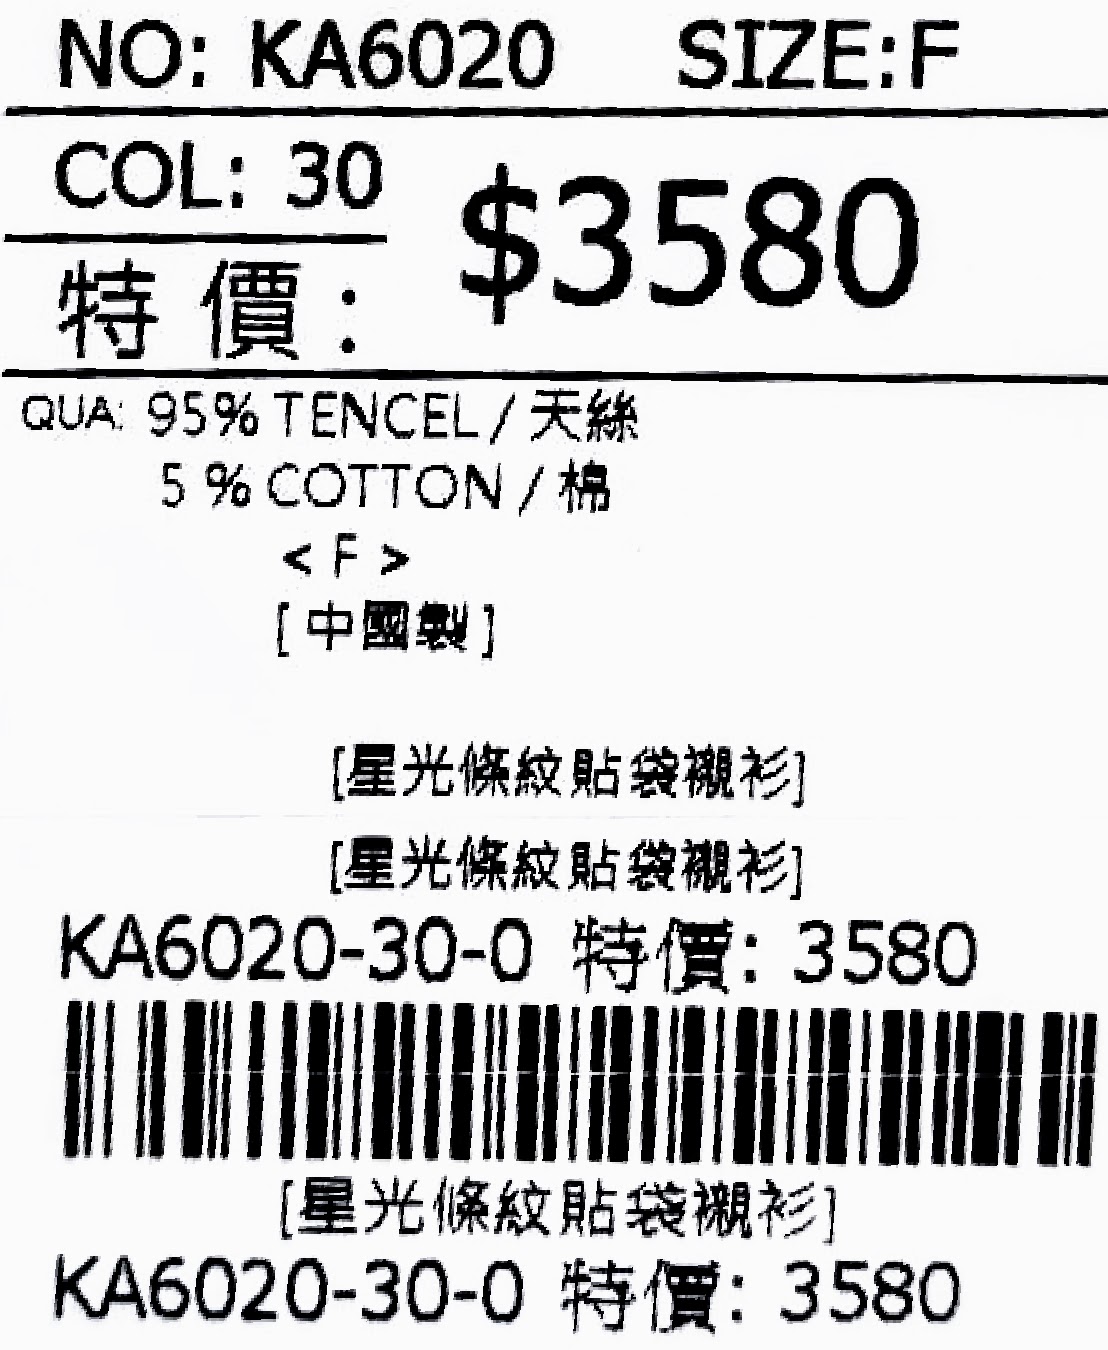 NO: KA6020 SIZE:F
COL: 30
$3580
特價:
QUA: 95% TENCEL / 天絲
5 % COTTON / 棉
< F >
[ 中國製 ]
[星光條紋貼袋襯衫]
[星光條紋貼袋襯衫]
KA6020-30-0 特價: 3580
[星光條紋貼袋襯衫]
KA6020-30-0 特價: 3580